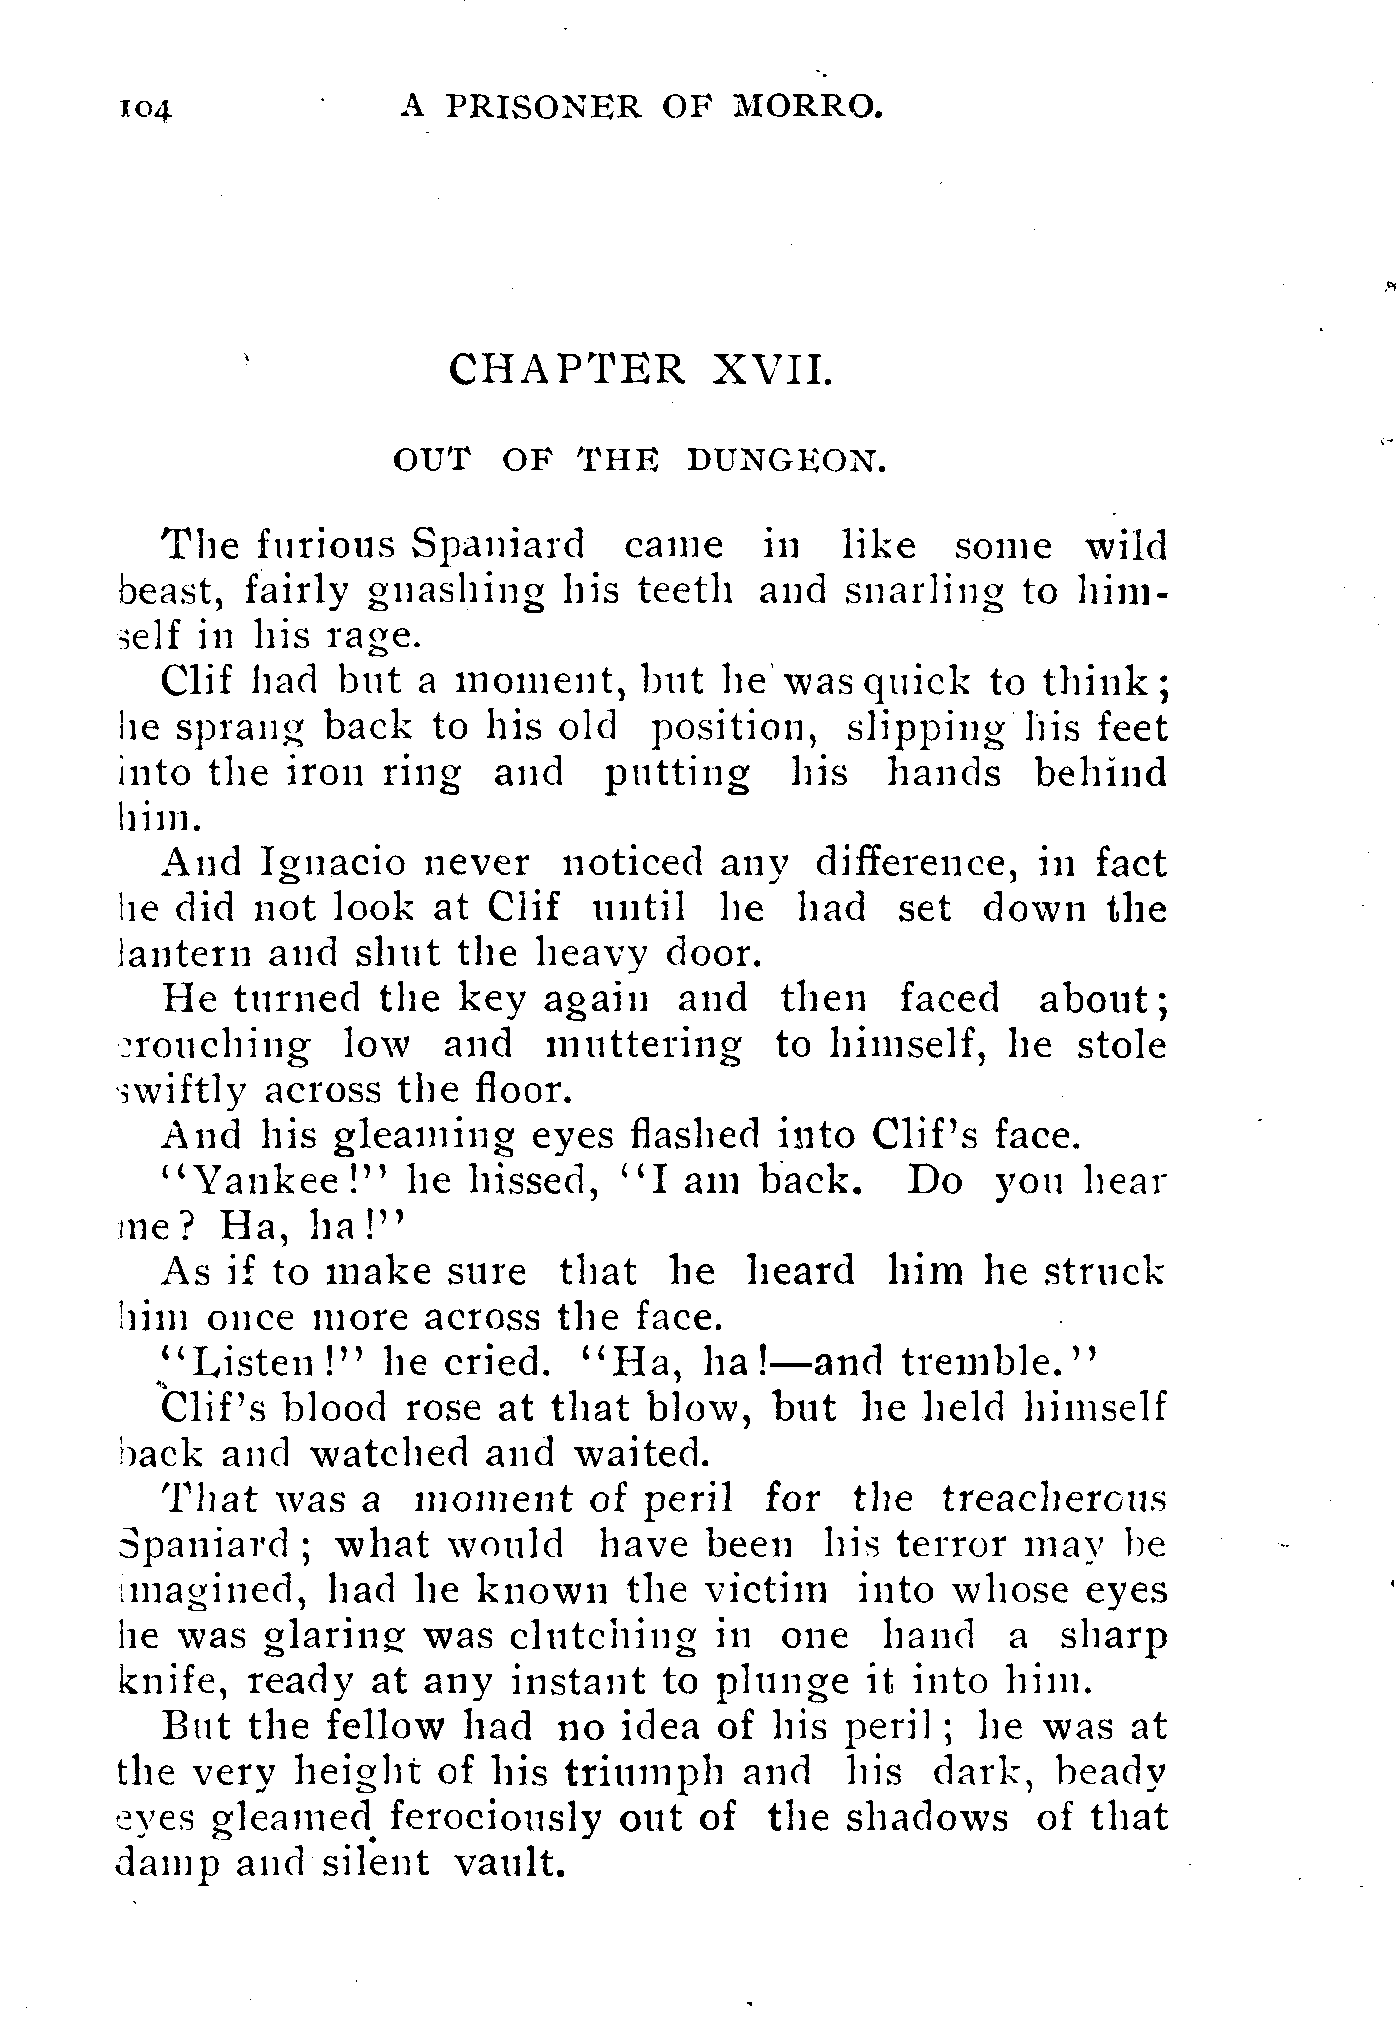 104 A PRISONER OF MORRO.
CHAPTER XVII.
OUT OF THE DUNGEON.
The furious Spaniard came in like some wild
beast, fairly gnashing his teeth and snarling to him-
self in his rage.
Clif had but a moment, but he was quick to think;
he sprang back to his old position, slipping his feet
into the iron ring and putting his hands behind
him.
And Ignacio never noticed any difference, in fact
he did not look at Clif until he had set down the
lantern and shut the heavy door.
He turned the key again and then faced about;
crouching low and muttering to himself, he stole
swiftly across the floor.
And his gleaming eyes flashed into Clif's face.
"Yankee!" he hissed, "I am back. Do you hear
me? Ha, ha!"
As if to make sure that he heard him he struck
him once more across the face.
"Listen!" he cried. "Ha, ha!—and tremble."
Clif's blood rose at that blow, but he held himself
back and watched and waited.
That was a moment of peril for the treacherous
Spaniard; what would have been his terror may be
imagined, had he known the victim into whose eyes
he was glaring was clutching in one hand a sharp
knife, ready at any instant to plunge it into him.
But the fellow had no idea of his peril; he was at
the very height of his triumph and his dark, beady
eyes gleamed ferociously out of the shadows of that
damp and silent vault.